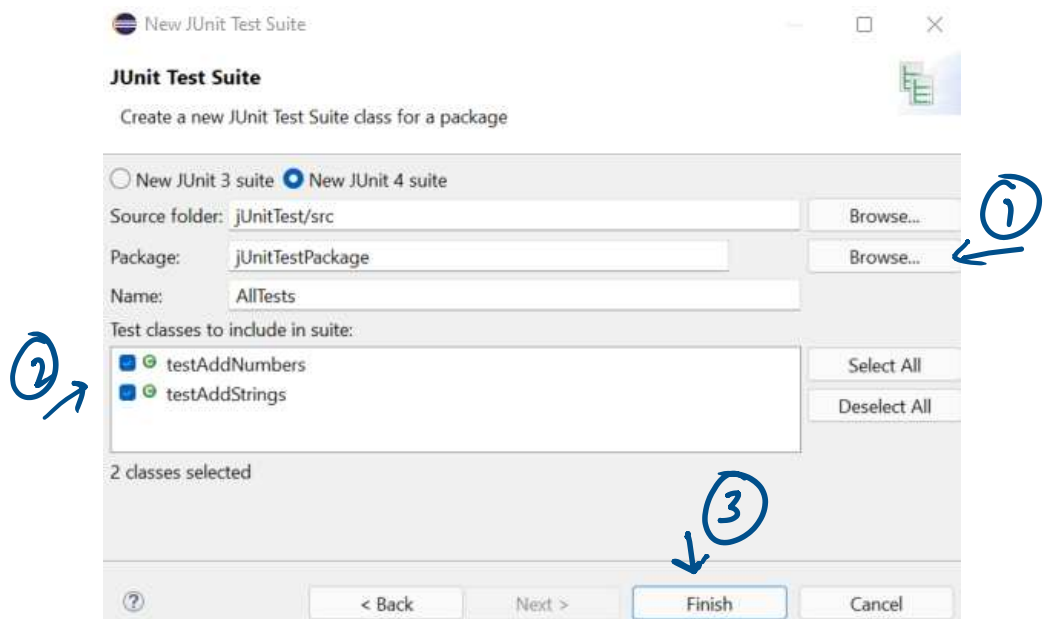 New JUnit Test Suite
JUnit Test Suite
Create a new JUnit Test Suite class for a package
New JUnit 3 suite New JUnit 4 suite
Source folder: jUnitTest/src Browse...
1
Package: jUnitTestPackage Browse...
Name: AllTests
Test classes to include in suite:
2
testAddNumbers Select All
testAddStrings Deselect All
2 classes selected
3
? < Back Next > Finish Cancel